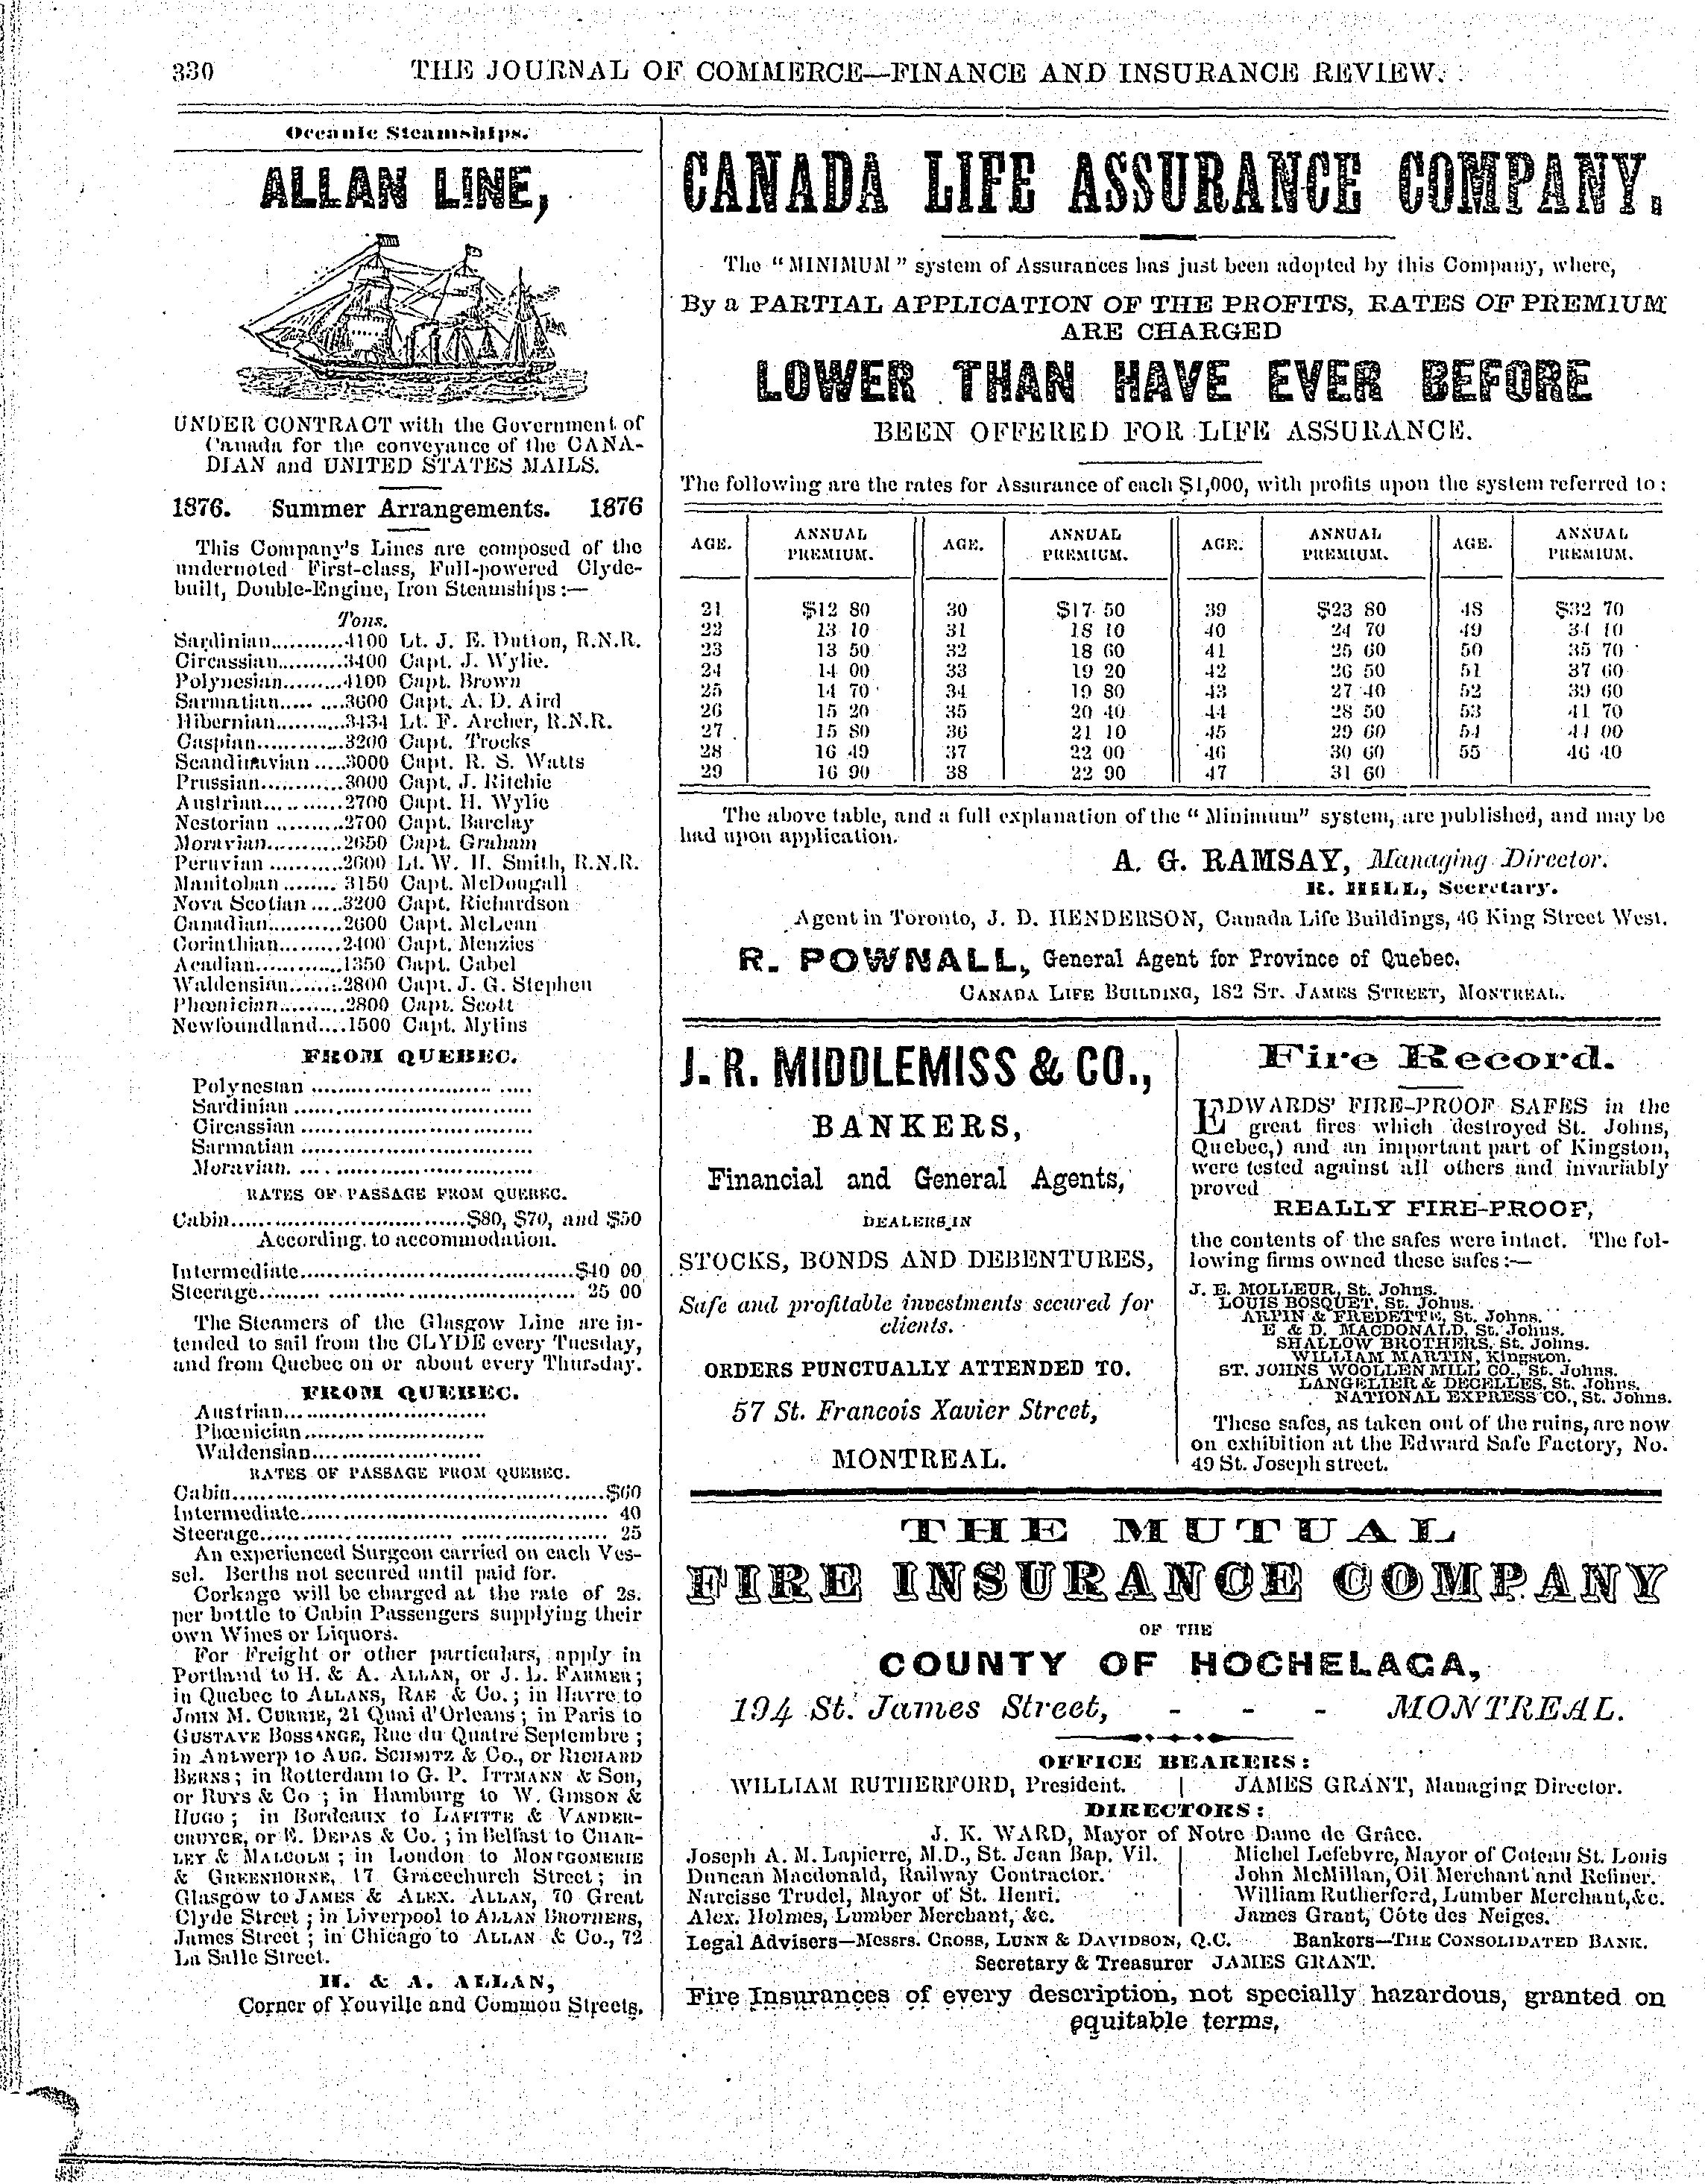 330 THE JOURNAL OF COMMERCE—FINANCE AND INSURANCE REVIEW.
Oceanic Steamships.
ALLAN LINE,
UNDER CONTRACT with the Government of
Canada for the conveyance of the CANA-
DIAN and UNITED STATES MAILS.
1876. Summer Arrangements. 1876
This Company's Lines are composed of the
undernoted First-class, Full-powered Clyde-
built, Double-Engine, Iron Steamships:—
Tons.
Sardinian...........4100 Lt. J. E. Dutton, R.N.R.
Circassian..........3400 Capt. J. Wylie.
Polynesian.........4100 Capt. Brown
Sarmatian..... ....3600 Capt. A. D. Aird
Hibernian..........3434 Lt. F. Archer, R.N.R.
Caspian.............3200 Capt. Trocks
Scandinavian.....3000 Capt. R. S. Watts
Prussian............3000 Capt. J. Ritchie
Austrian..... ......2700 Capt. H. Wylie
Nestorian ..........2700 Capt. Barclay
Moravian...........2650 Capt. Graham
Peruvian ...........2600 Lt. W. H. Smith, R.N.R.
Manitoban ........ 3150 Capt. McDougall
Nova Scotian .....3200 Capt. Richardson
Canadian...........2600 Capt. McLean
Corinthian.........2400 Capt. Menzies
Acadian.............1350 Capt. Cabel
Waldensian.......2800 Capt. J. G. Stephen
Phœnician..........2800 Capt. Scott
Newfoundland....1500 Capt. Mylins
FROM QUEBEC.
Polynesian ...............................
Sardinian ..................................
Circassian .................................
Sarmatian .................................
Moravian. .................................
RATES OF PASSAGE FROM QUEBEC.
Cabin..................................$80, $70, and $50
According to accommodation.
Intermediate.......................................$40 00
Steerage......... ................................... 25 00
The Steamers of the Glasgow Line are in-
tended to sail from the CLYDE every Tuesday,
and from Quebec on or about every Thursday.
FROM QUEBEC.
Austrian.............................
Phœnician..........................
Waldensian........................
RATES OF PASSAGE FROM QUEBEC.
Cabin.....................................................$60
Intermediate................................................ 40
Steerage............................ ..................... 25
An experienced Surgeon carried on each Ves-
sel. Berths not secured until paid for.
Corkage will be charged at the rate of 2s.
per bottle to Cabin Passengers supplying their
own Wines or Liquors.
For Freight or other particulars, apply in
Portland to H. & A. ALLAN, or J. L. FARMER;
in Quebec to ALLANS, RAE & Co.; in Havre to
JOHN M. CURRIE, 21 Quai d'Orleans; in Paris to
GUSTAVE BOSSANGE, Rue du Quatre Septembre;
in Antwerp to AUG. SCHMITZ & Co., or RICHARD
BERNS; in Rotterdam to G. P. ITTMANN & SON,
or RUYS & Co ; in Hamburg to W. GIBSON &
HUGO; in Bordeaux to LAFITTE & VANDER-
CRUYCE, or E. DEPAS & Co. ; in Belfast to CHAR-
LEY & MALCOLM ; in London to MONTGOMERIE
& GREENHORNE, 17 Gracechurch Street; in
Glasgow to JAMES & ALEX. ALLAN, 70 Great
Clyde Street ; in Liverpool to ALLAN BROTHERS,
James Street ; in Chicago to ALLAN & Co., 72
La Salle Street.
H. & A. ALLAN,
Corner of Youville and Common Streets.
CANADA LIFE ASSURANCE COMPANY.
The "MINIMUM" system of Assurances has just been adopted by this Company, where,
By a PARTIAL APPLICATION OF THE PROFITS, RATES OF PREMIUM
ARE CHARGED
LOWER THAN HAVE EVER BEFORE
BEEN OFFERED FOR LIFE ASSURANCE.
The following are the rates for Assurance of each $1,000, with profits upon the system referred to:
AGE. ANNUAL PREMIUM. AGE. ANNUAL PREMIUM. AGE. ANNUAL PREMIUM. AGE. ANNUAL PREMIUM.
21 $12 80 30 $17 50 39 $23 80 48 $32 70
22 13 10 31 18 10 40 24 70 49 34 10
23 13 50 32 18 60 41 25 60 50 35 70
24 14 00 33 19 20 42 26 50 51 37 60
25 14 70 34 19 80 43 27 40 52 39 60
26 15 20 35 20 40 44 28 50 53 41 70
27 15 80 36 21 10 45 29 60 54 44 00
28 16 40 37 22 00 46 30 60 55 46 40
29 16 90 38 22 90 47 31 60
The above table, and a full explanation of the "Minimum" system, are published, and may be
had upon application.
A. G. RAMSAY, Managing Director.
R. HILL, Secretary.
Agent in Toronto, J. D. HENDERSON, Canada Life Buildings, 46 King Street West.
R. POWNALL, General Agent for Province of Quebec.
CANADA LIFE BUILDING, 182 ST. JAMES STREET, MONTREAL.
J. R. MIDDLEMISS & CO.,
BANKERS,
Financial and General Agents,
DEALERS IN
STOCKS, BONDS AND DEBENTURES,
Safe and profitable investments secured for
clients.
ORDERS PUNCTUALLY ATTENDED TO.
57 St. Francois Xavier Street,
MONTREAL.
Fire Record.
EDWARDS' FIRE-PROOF SAFES in the
great fires which destroyed St. Johns,
Quebec,) and an important part of Kingston,
were tested against all others and invariably
proved
REALLY FIRE-PROOF,
the contents of the safes were intact. The fol-
lowing firms owned these safes:—
J. E. MOLLEUR, St. Johns.
LOUIS BOSQUET, St. Johns.
ARPIN & FREDETTE, St. Johns.
E & D. MACDONALD, St. Johns.
SHALLOW BROTHERS, St. Johns.
WILLIAM MARTIN, Kingston.
ST. JOHNS WOOLLEN MILL CO., St. Johns.
LANGELIER & DECELLES, St. Johns.
NATIONAL EXPRESS CO., St. Johns.
These safes, as taken out of the ruins, are now
on exhibition at the Edward Safe Factory, No.
49 St. Joseph street.
THE MUTUAL
FIRE INSURANCE COMPANY
OF THE
COUNTY OF HOCHELAGA,
194 St. James Street, - - - MONTREAL.
OFFICE BEARERS:
WILLIAM RUTHERFORD, President. | JAMES GRANT, Managing Director.
DIRECTORS:
J. K. WARD, Mayor of Notre Dame de Grâce.
Joseph A. M. Lapierre, M.D., St. Jean Bap. Vil. | Michel Lefebvre, Mayor of Coteau St. Louis
Duncan Macdonald, Railway Contractor. | John McMillan, Oil Merchant and Refiner.
Narcisse Trudel, Mayor of St. Henri. | William Rutherford, Lumber Merchant, &c.
Alex. Holmes, Lumber Merchant, &c. | James Grant, Côte des Neiges.
Legal Advisers—Messrs. CROSS, LUNN & DAVIDSON, Q.C. Bankers—THE CONSOLIDATED BANK.
Secretary & Treasurer JAMES GRANT.
Fire Insurances of every description, not specially hazardous, granted on
equitable terms.